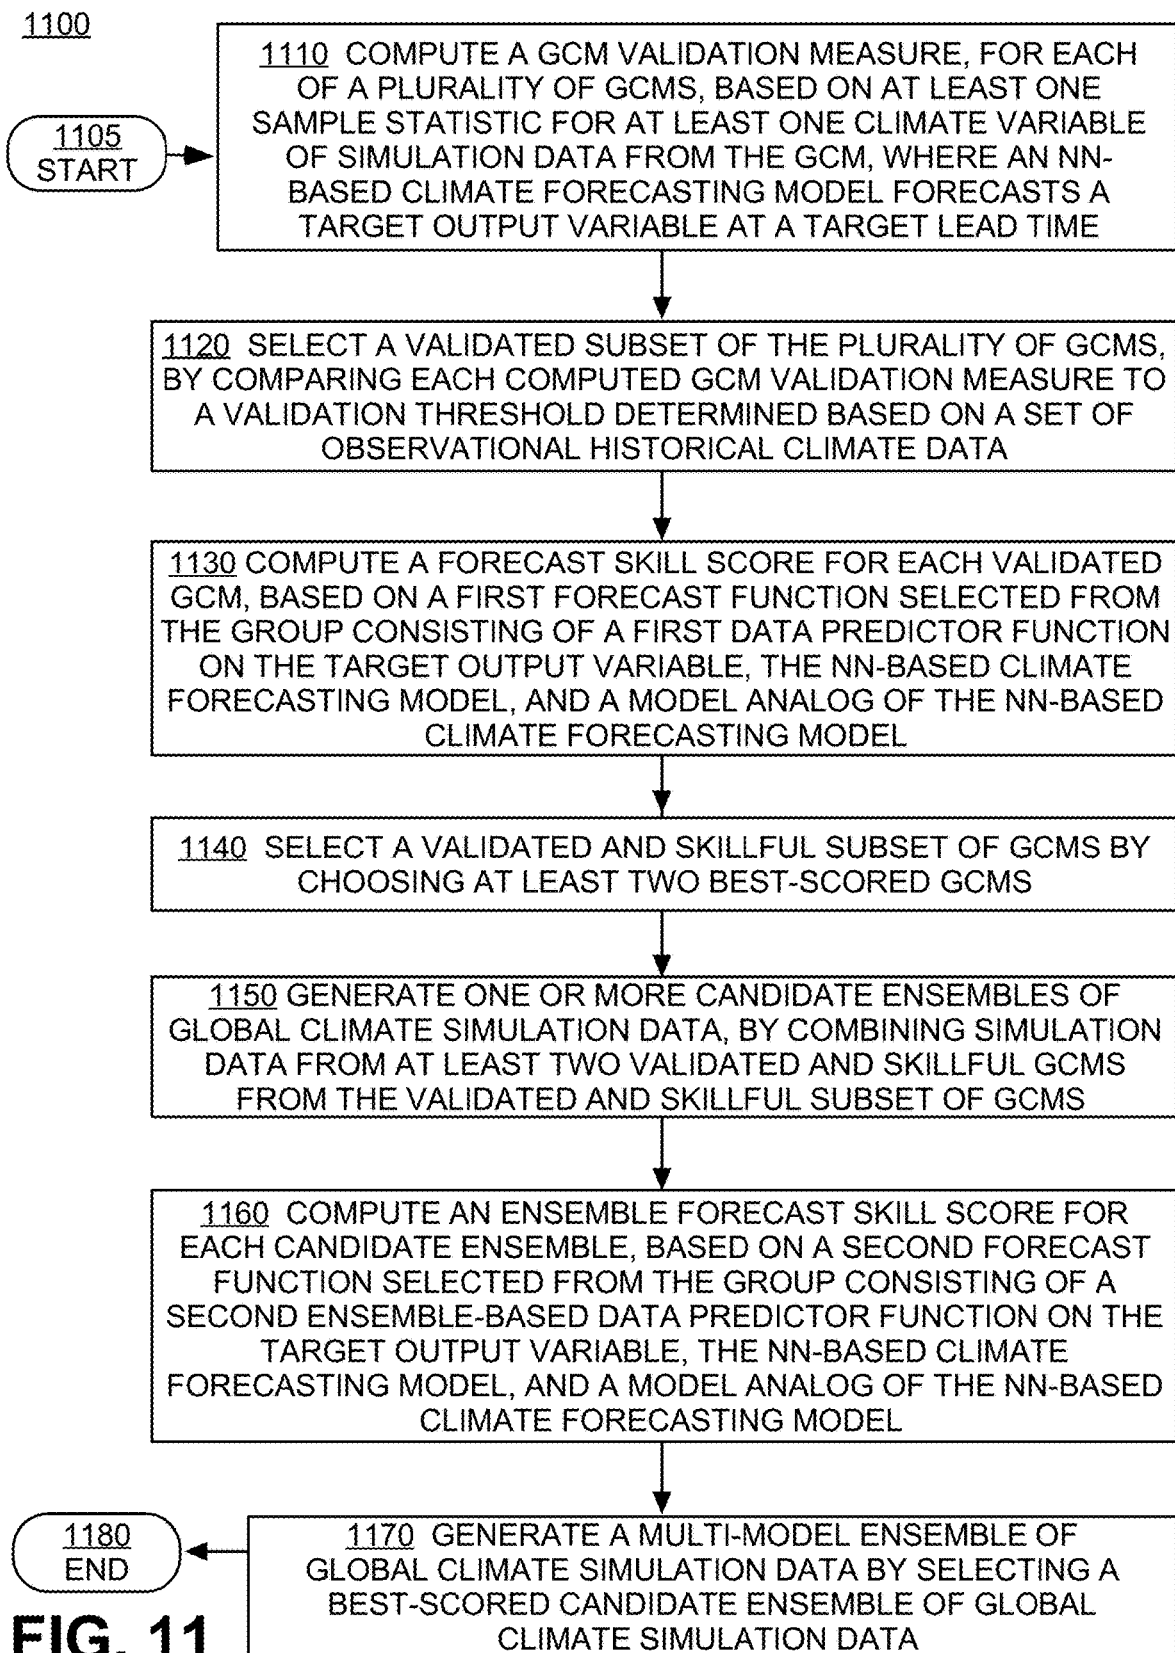 1100
1110 COMPUTE A GCM VALIDATION MEASURE, FOR EACH
OF A PLURALITY OF GCMS, BASED ON AT LEAST ONE
SAMPLE STATISTIC FOR AT LEAST ONE CLIMATE VARIABLE
OF SIMULATION DATA FROM THE GCM, WHERE AN NN-
BASED CLIMATE FORECASTING MODEL FORECASTS A
TARGET OUTPUT VARIABLE AT A TARGET LEAD TIME
1105
START
1120 SELECT A VALIDATED SUBSET OF THE PLURALITY OF GCMS,
BY COMPARING EACH COMPUTED GCM VALIDATION MEASURE TO
A VALIDATION THRESHOLD DETERMINED BASED ON A SET OF
OBSERVATIONAL HISTORICAL CLIMATE DATA
1130 COMPUTE A FORECAST SKILL SCORE FOR EACH VALIDATED
GCM, BASED ON A FIRST FORECAST FUNCTION SELECTED FROM
THE GROUP CONSISTING OF A FIRST DATA PREDICTOR FUNCTION
ON THE TARGET OUTPUT VARIABLE, THE NN-BASED CLIMATE
FORECASTING MODEL, AND A MODEL ANALOG OF THE NN-BASED
CLIMATE FORECASTING MODEL
1140 SELECT A VALIDATED AND SKILLFUL SUBSET OF GCMS BY
CHOOSING AT LEAST TWO BEST-SCORED GCMS
1150 GENERATE ONE OR MORE CANDIDATE ENSEMBLES OF
GLOBAL CLIMATE SIMULATION DATA, BY COMBINING SIMULATION
DATA FROM AT LEAST TWO VALIDATED AND SKILLFUL GCMS
FROM THE VALIDATED AND SKILLFUL SUBSET OF GCMS
1160 COMPUTE AN ENSEMBLE FORECAST SKILL SCORE FOR
EACH CANDIDATE ENSEMBLE, BASED ON A SECOND FORECAST
FUNCTION SELECTED FROM THE GROUP CONSISTING OF A
SECOND ENSEMBLE-BASED DATA PREDICTOR FUNCTION ON THE
TARGET OUTPUT VARIABLE, THE NN-BASED CLIMATE
FORECASTING MODEL, AND A MODEL ANALOG OF THE NN-BASED
CLIMATE FORECASTING MODEL
1170 GENERATE A MULTI-MODEL ENSEMBLE OF
GLOBAL CLIMATE SIMULATION DATA BY SELECTING A
BEST-SCORED CANDIDATE ENSEMBLE OF GLOBAL
CLIMATE SIMULATION DATA
1180
END
FIG. 11